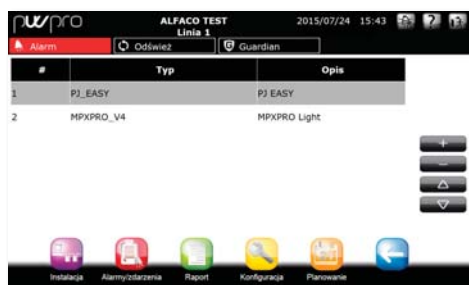 pwpro ALFACO TEST 2015/07/24 15:43 ?
Linia 1
Alarm Odśwież Guardian
# Typ Opis
1 PJ_EASY PJ EASY
2 MPXPRO_V4 MPXPRO Light
+
–
Instalacja Alarmy/zdarzenia Raport Konfiguracja Planowanie